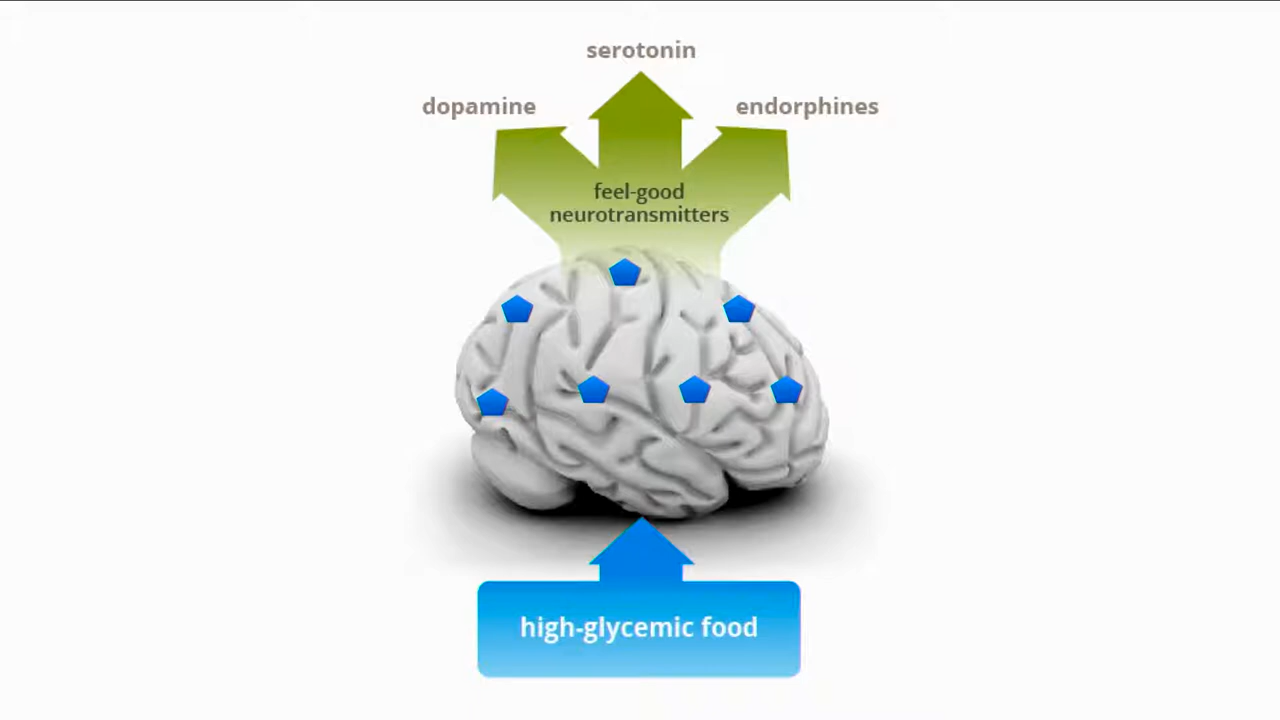 serotonin
dopamine
endorphines
feel-good
neurotransmitters
high-glycemic food